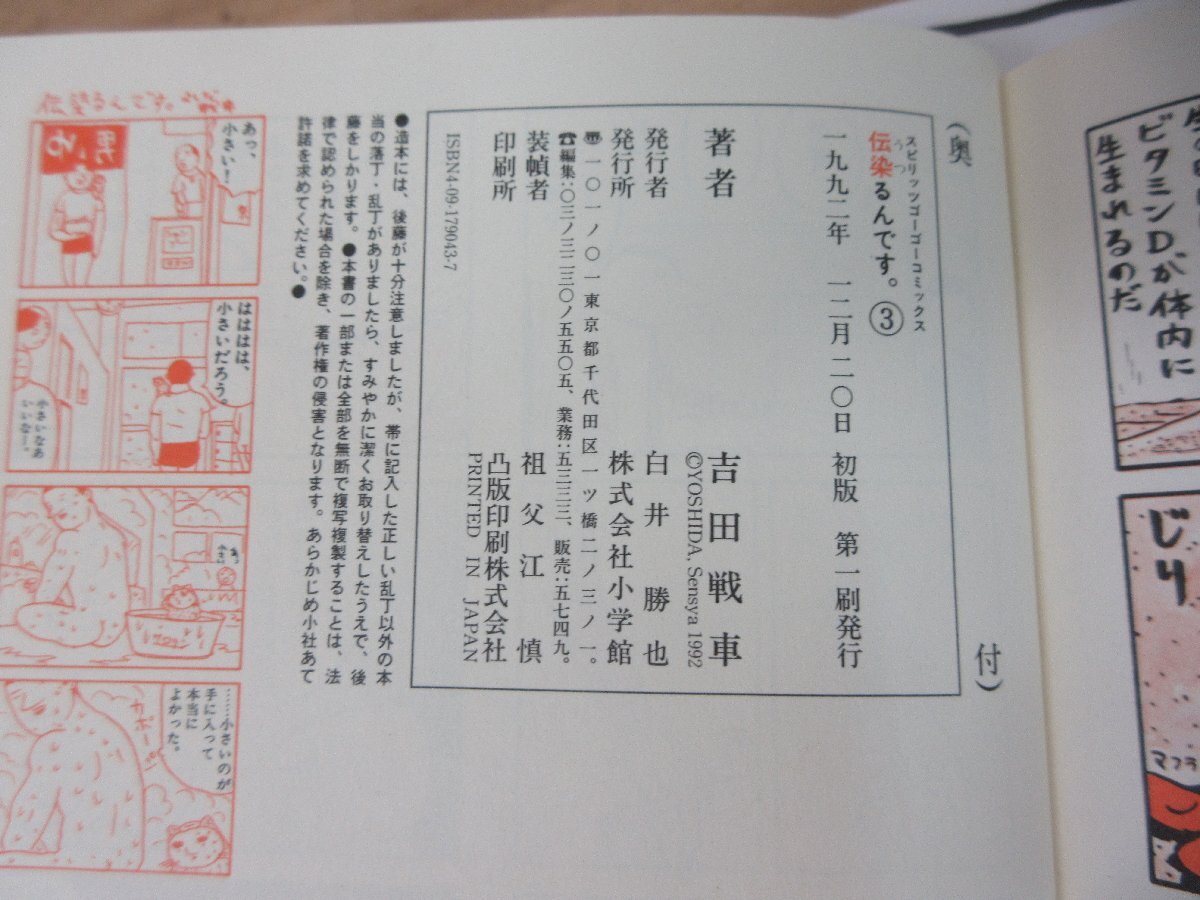 （奥付）
スピリッツゴーゴーコミックス
伝染るんです。③
うつ
一九九二年　一二月二〇日　初版　第一刷発行
著者　吉田戦車
©YOSHIDA, Sensya 1992
発行者　白井勝也
発行所　株式会社小学館
〠一〇一ノ〇一東京都千代田区一ツ橋二ノ三ノ一。
☎編集:〇三ノ三二三〇ノ五五〇五、業務:五三三三、販売:五七四九。
装幀者　祖父江慎
印刷所　凸版印刷株式会社
PRINTED IN JAPAN
ISBN4-09-179043-7
●造本には、後藤が十分注意しましたが、帯に記入した正しい乱丁以外の本
当の落丁・乱丁がありましたら、すみやかに潔くお取り替えしたうえで、後
藤をしかります。●本書の一部または全部を無断で複写複製することは、法
律で認められた場合を除き、著作権の侵害となります。あらかじめ小社あて
許諾を求めてください。●
伝染るんです。
あっ、
小さい！
男
はははは、
小さいだろう。
小さいなあ
いいなー。
……小さいのが
手に入って
本当に
よかった。
カポーン
ビタミンDが体内に
生まれるのだ
じり
マフラ